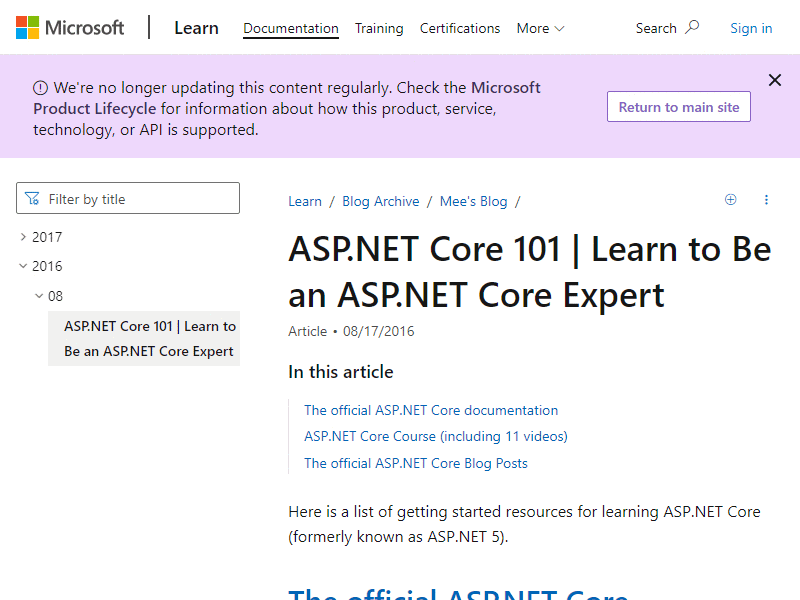 Microsoft
Learn
Documentation
Training
Certifications
More
Search
Sign in
We're no longer updating this content regularly. Check the Microsoft
Product Lifecycle for information about how this product, service,
technology, or API is supported.
Return to main site
Filter by title
2017
2016
08
ASP.NET Core 101 | Learn to
Be an ASP.NET Core Expert
Learn / Blog Archive / Mee's Blog /
ASP.NET Core 101 | Learn to Be
an ASP.NET Core Expert
Article • 08/17/2016
In this article
The official ASP.NET Core documentation
ASP.NET Core Course (including 11 videos)
The official ASP.NET Core Blog Posts
Here is a list of getting started resources for learning ASP.NET Core
(formerly known as ASP.NET 5).
The official ASP.NET Core